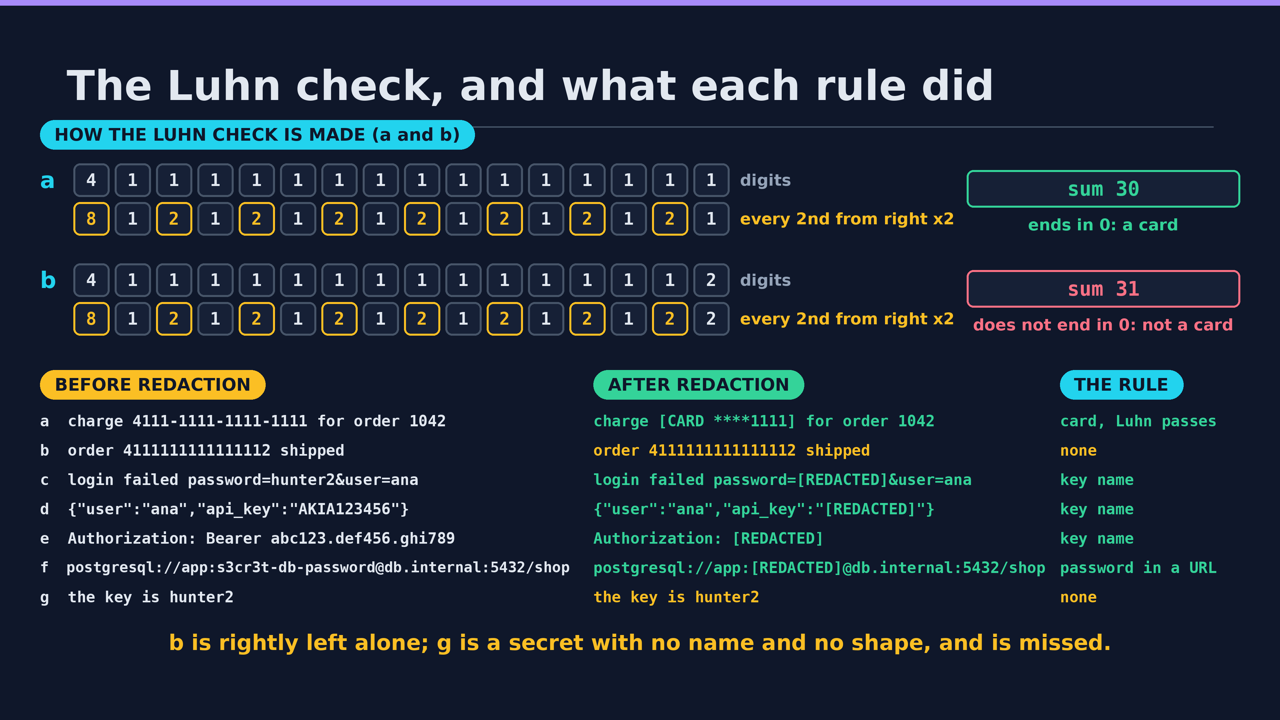 The Luhn check, and what each rule did
HOW THE LUHN CHECK IS MADE (a and b)
a 4 1 1 1 1 1 1 1 1 1 1 1 1 1 1 1 digits
8 1 2 1 2 1 2 1 2 1 2 1 2 1 2 1 every 2nd from right x2
sum 30
ends in 0: a card
b 4 1 1 1 1 1 1 1 1 1 1 1 1 1 1 2 digits
8 1 2 1 2 1 2 1 2 1 2 1 2 1 2 2 every 2nd from right x2
sum 31
does not end in 0: not a card
BEFORE REDACTION AFTER REDACTION THE RULE
a charge 4111-1111-1111-1111 for order 1042 charge [CARD ****1111] for order 1042 card, Luhn passes
b order 4111111111111112 shipped order 4111111111111112 shipped none
c login failed password=hunter2&user=ana login failed password=[REDACTED]&user=ana key name
d {"user":"ana","api_key":"AKIA123456"} {"user":"ana","api_key":"[REDACTED]"} key name
e Authorization: Bearer abc123.def456.ghi789 Authorization: [REDACTED] key name
f postgresql://app:s3cr3t-db-password@db.internal:5432/shop postgresql://app:[REDACTED]@db.internal:5432/shop password in a URL
g the key is hunter2 the key is hunter2 none
b is rightly left alone; g is a secret with no name and no shape, and is missed.